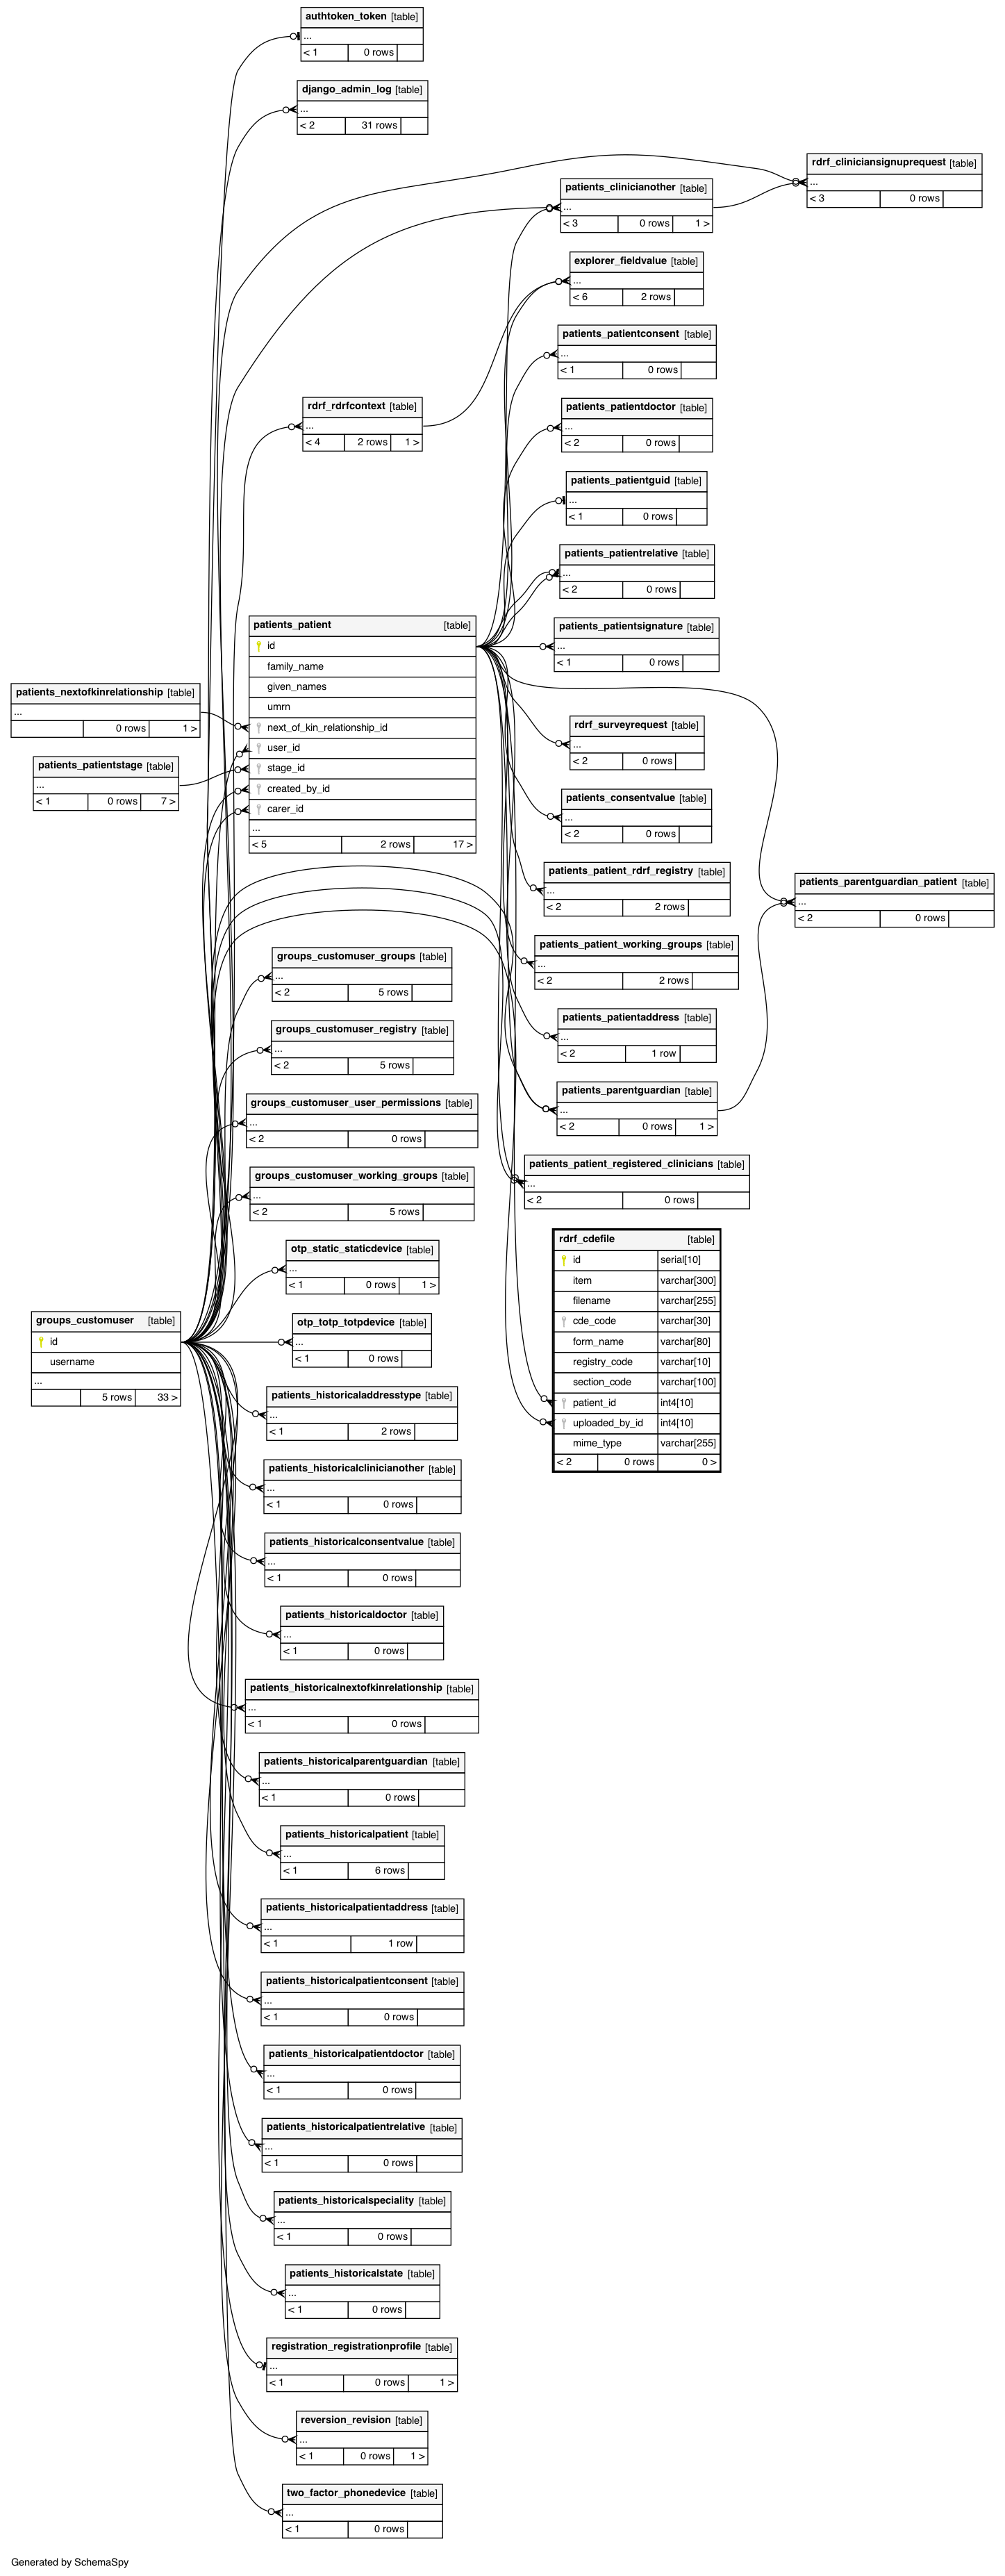 authtoken_token [table]
...
< 1 0 rows
django_admin_log [table]
...
< 2 31 rows
rdrf_cliniciansignuprequest [table]
...
< 3 0 rows
patients_clinicianother [table]
...
< 3 0 rows 1 >
explorer_fieldvalue [table]
...
< 6 2 rows
patients_patientconsent [table]
...
< 1 0 rows
rdrf_rdrfcontext [table]
...
< 4 2 rows 1 >
patients_patientdoctor [table]
...
< 2 0 rows
patients_patientguid [table]
...
< 1 0 rows
patients_patientrelative [table]
...
< 2 0 rows
patients_patient [table]
id
family_name
given_names
umrn
next_of_kin_relationship_id
user_id
stage_id
created_by_id
carer_id
...
< 5 2 rows 17 >
patients_patientsignature [table]
...
< 1 0 rows
patients_nextofkinrelationship [table]
...
0 rows 1 >
patients_patientstage [table]
...
< 1 0 rows 7 >
rdrf_surveyrequest [table]
...
< 2 0 rows
patients_consentvalue [table]
...
< 2 0 rows
patients_patient_rdrf_registry [table]
...
< 2 2 rows
patients_parentguardian_patient [table]
...
< 2 0 rows
patients_patient_working_groups [table]
...
< 2 2 rows
groups_customuser_groups [table]
...
< 2 5 rows
patients_patientaddress [table]
...
< 2 1 row
groups_customuser_registry [table]
...
< 2 5 rows
patients_parentguardian [table]
...
< 2 0 rows 1 >
groups_customuser_user_permissions [table]
...
< 2 0 rows
patients_patient_registered_clinicians [table]
...
< 2 0 rows
groups_customuser_working_groups [table]
...
< 2 5 rows
rdrf_cdefile [table]
id serial[10]
item varchar[300]
filename varchar[255]
cde_code varchar[30]
form_name varchar[80]
registry_code varchar[10]
section_code varchar[100]
patient_id int4[10]
uploaded_by_id int4[10]
mime_type varchar[255]
< 2 0 rows 0 >
otp_static_staticdevice [table]
...
< 1 0 rows 1 >
groups_customuser [table]
id
username
...
5 rows 33 >
otp_totp_totpdevice [table]
...
< 1 0 rows
patients_historicaladdresstype [table]
...
< 1 2 rows
patients_historicalclinicianother [table]
...
< 1 0 rows
patients_historicalconsentvalue [table]
...
< 1 0 rows
patients_historicaldoctor [table]
...
< 1 0 rows
patients_historicalnextofkinrelationship [table]
...
< 1 0 rows
patients_historicalparentguardian [table]
...
< 1 0 rows
patients_historicalpatient [table]
...
< 1 6 rows
patients_historicalpatientaddress [table]
...
< 1 1 row
patients_historicalpatientconsent [table]
...
< 1 0 rows
patients_historicalpatientdoctor [table]
...
< 1 0 rows
patients_historicalpatientrelative [table]
...
< 1 0 rows
patients_historicalspeciality [table]
...
< 1 0 rows
patients_historicalstate [table]
...
< 1 0 rows
registration_registrationprofile [table]
...
< 1 0 rows 1 >
reversion_revision [table]
...
< 1 0 rows 1 >
two_factor_phonedevice [table]
...
< 1 0 rows
Generated by SchemaSpy